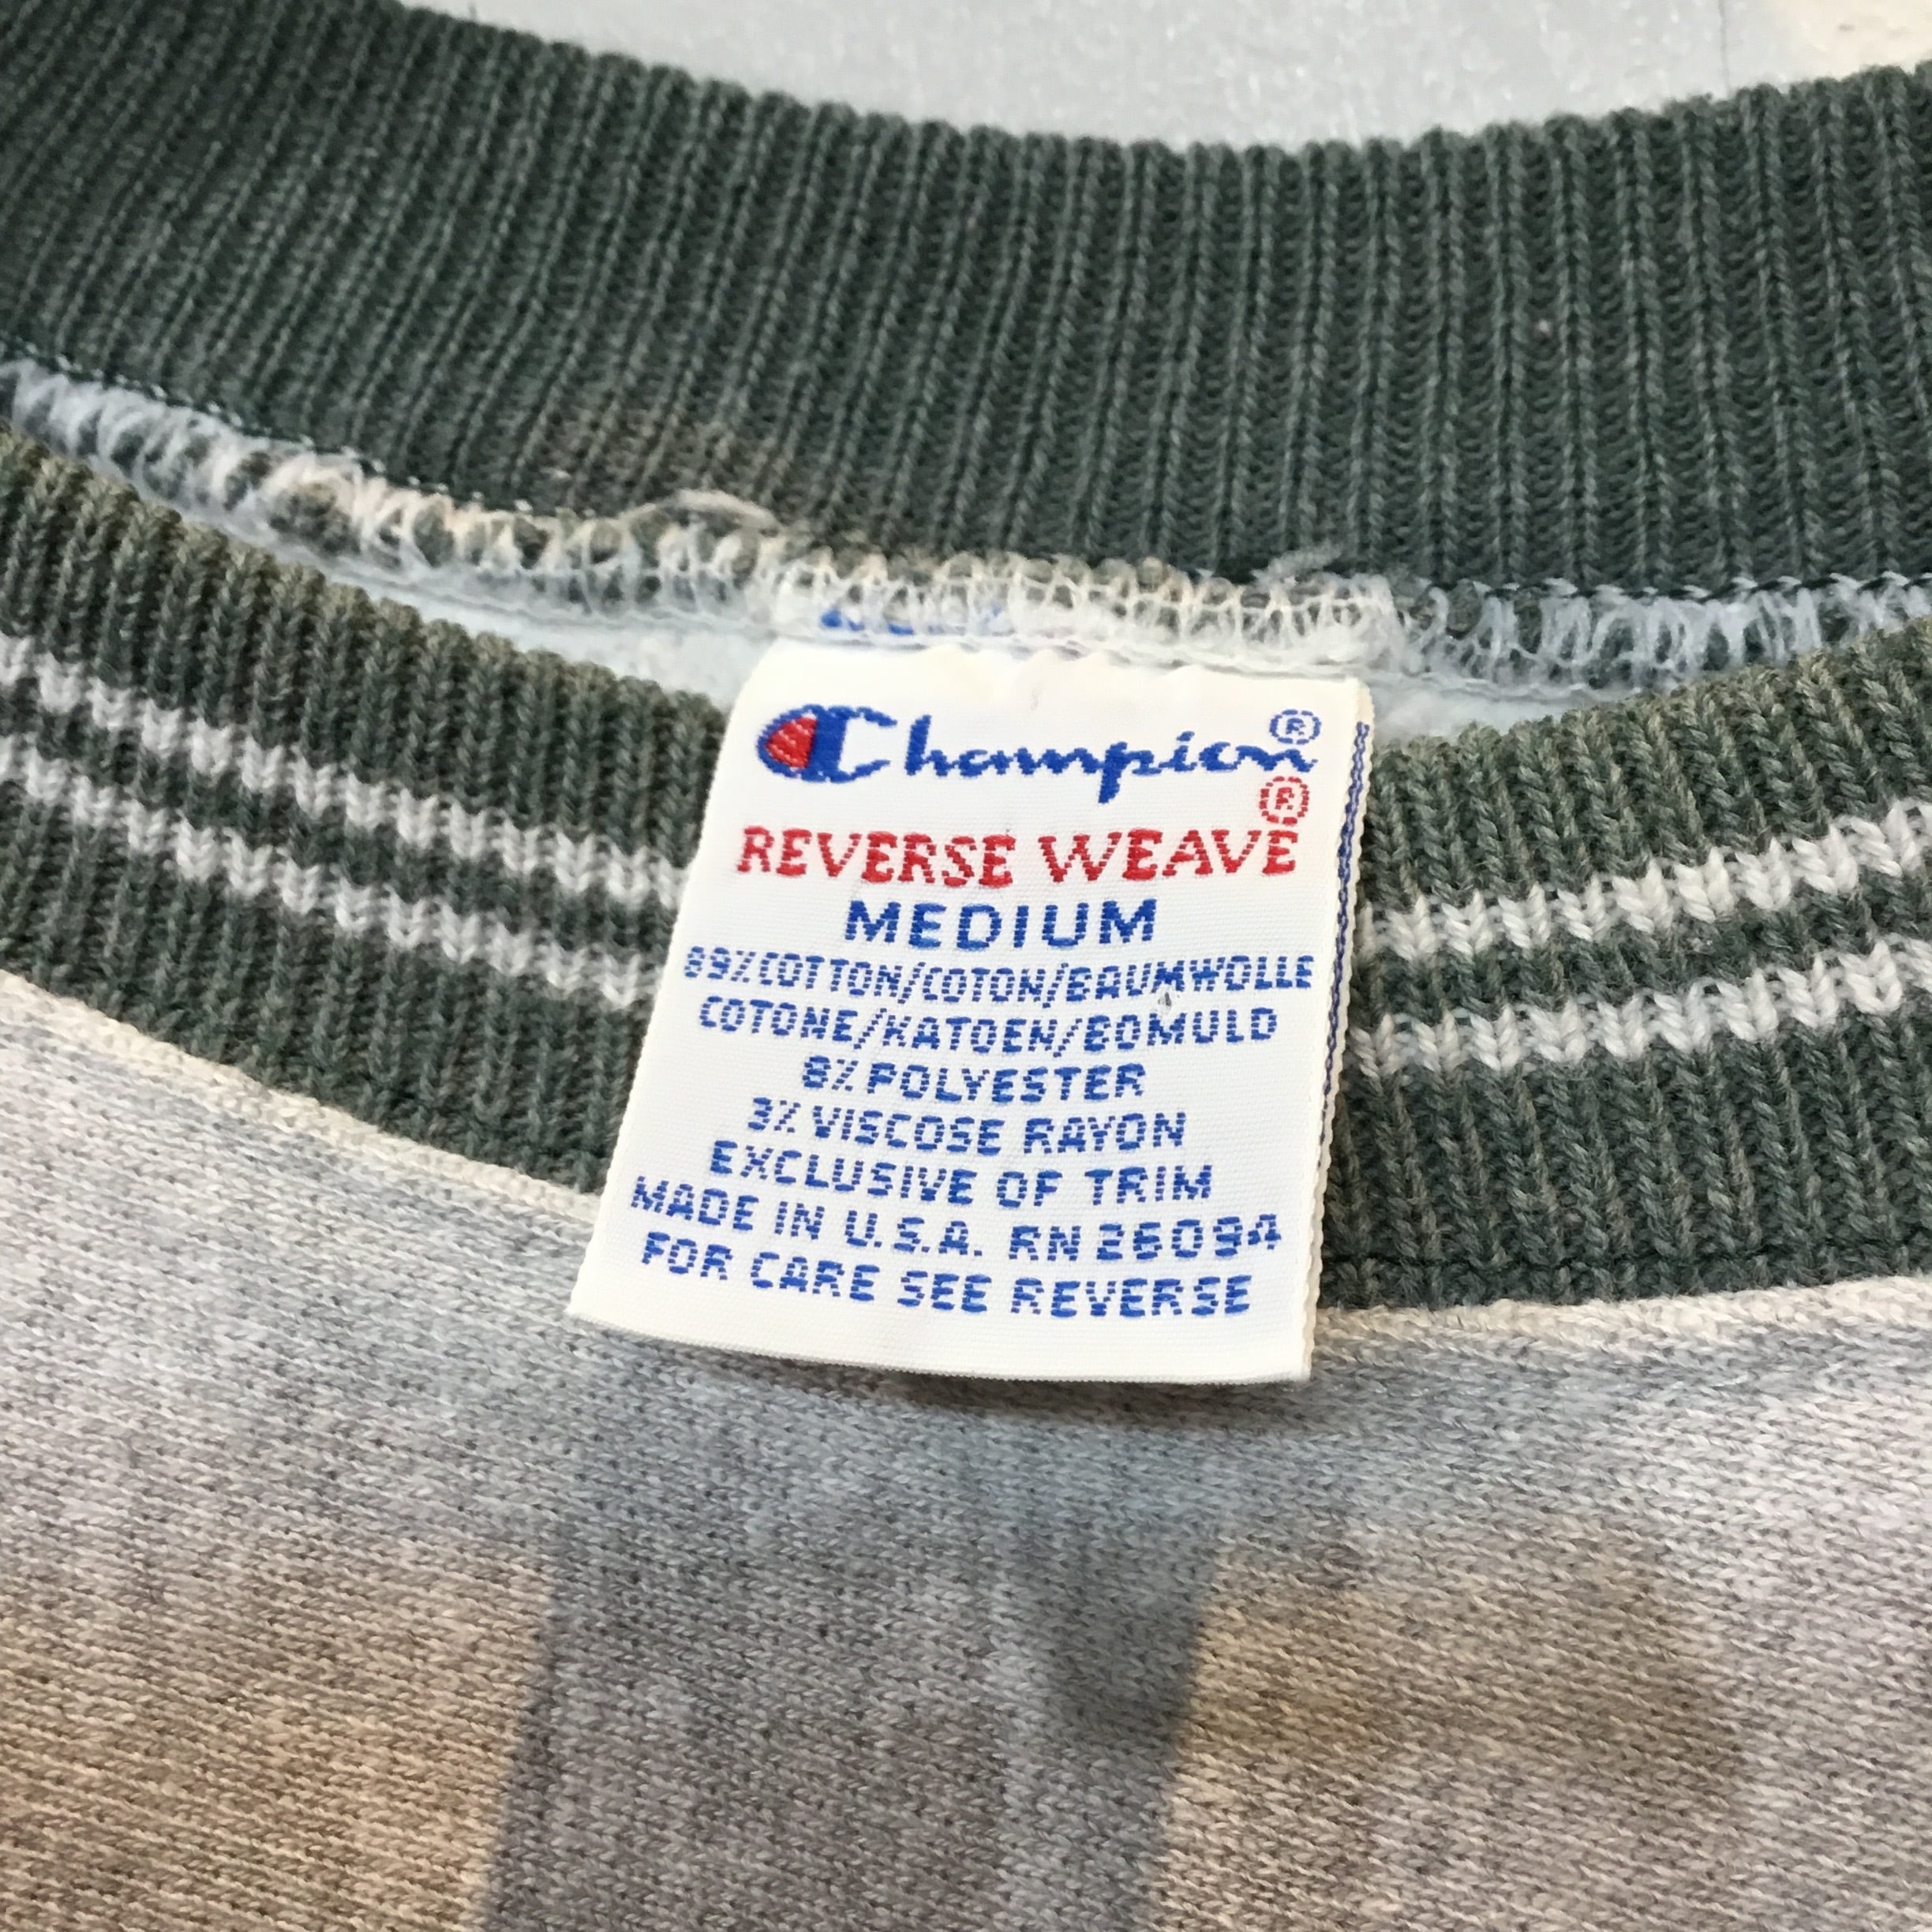 Champion®
REVERSE WEAVE®
MEDIUM
89% COTTON/COTON/BAUMWOLLE
COTONE/KATOEN/BOMULD
8% POLYESTER
3% VISCOSE RAYON
EXCLUSIVE OF TRIM
MADE IN U.S.A. RN 26094
FOR CARE SEE REVERSE